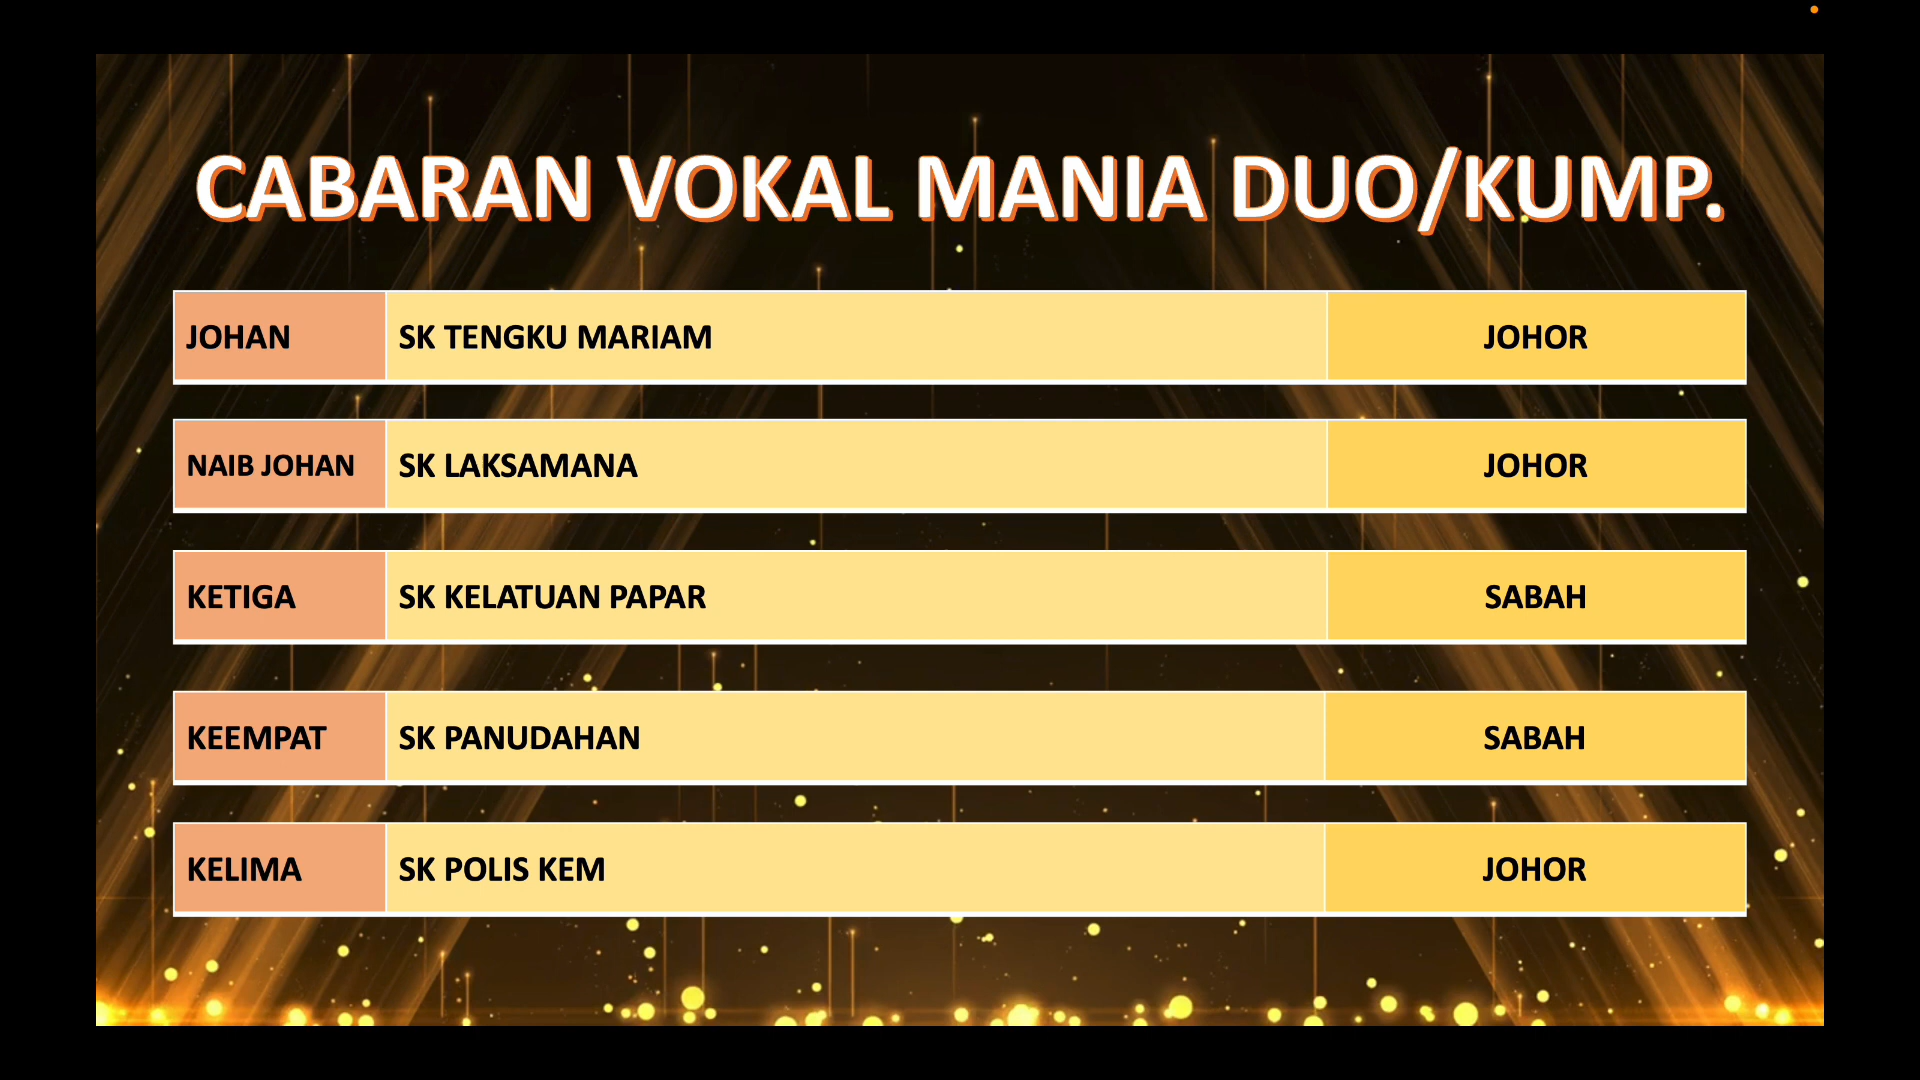 CABARAN VOKAL MANIA DUO/KUMP.
JOHAN SK TENGKU MARIAM JOHOR
NAIB JOHAN SK LAKSAMANA JOHOR
KETIGA SK KELATUAN PAPAR SABAH
KEEMPAT SK PANUDAHAN SABAH
KELIMA SK POLIS KEM JOHOR